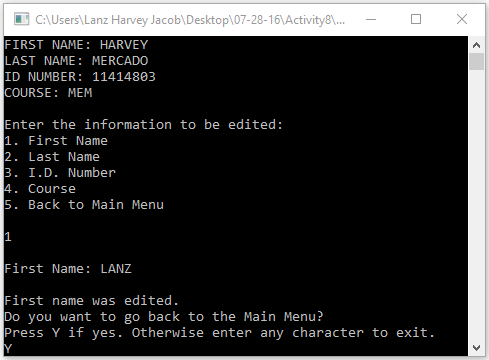 C:\Users\Lanz Harvey Jacob\Desktop\07-28-16\Activity8\...
FIRST NAME: HARVEY
LAST NAME: MERCADO
ID NUMBER: 11414803
COURSE: MEM
Enter the information to be edited:
1. First Name
2. Last Name
3. I.D. Number
4. Course
5. Back to Main Menu
1
First Name: LANZ
First name was edited.
Do you want to go back to the Main Menu?
Press Y if yes. Otherwise enter any character to exit.
Y